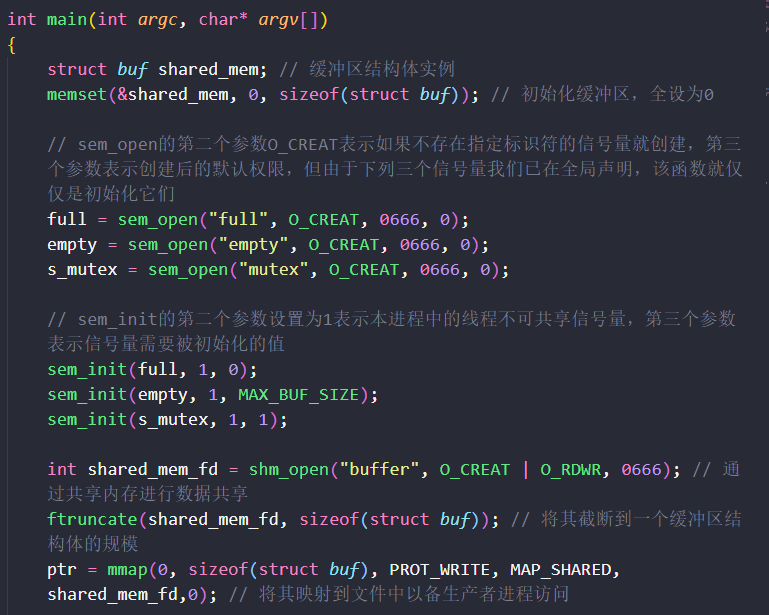 int main(int argc, char* argv[])
{
struct buf shared_mem; // 缓冲区结构体实例
memset(&shared_mem, 0, sizeof(struct buf)); // 初始化缓冲区，全设为0
// sem_open的第二个参数O_CREAT表示如果不存在指定标识符的信号量就创建，第三
个参数表示创建后的默认权限，但由于下列三个信号量我们已在全局声明，该函数就仅
仅是初始化它们
full = sem_open("full", O_CREAT, 0666, 0);
empty = sem_open("empty", O_CREAT, 0666, 0);
s_mutex = sem_open("mutex", O_CREAT, 0666, 0);
// sem_init的第二个参数设置为1表示本进程中的线程不可共享信号量，第三个参数
表示信号量需要被初始化的值
sem_init(full, 1, 0);
sem_init(empty, 1, MAX_BUF_SIZE);
sem_init(s_mutex, 1, 1);
int shared_mem_fd = shm_open("buffer", O_CREAT | O_RDWR, 0666); // 通
过共享内存进行数据共享
ftruncate(shared_mem_fd, sizeof(struct buf)); // 将其截断到一个缓冲区结
构体的规模
ptr = mmap(0, sizeof(struct buf), PROT_WRITE, MAP_SHARED,
shared_mem_fd,0); // 将其映射到文件中以备生产者进程访问